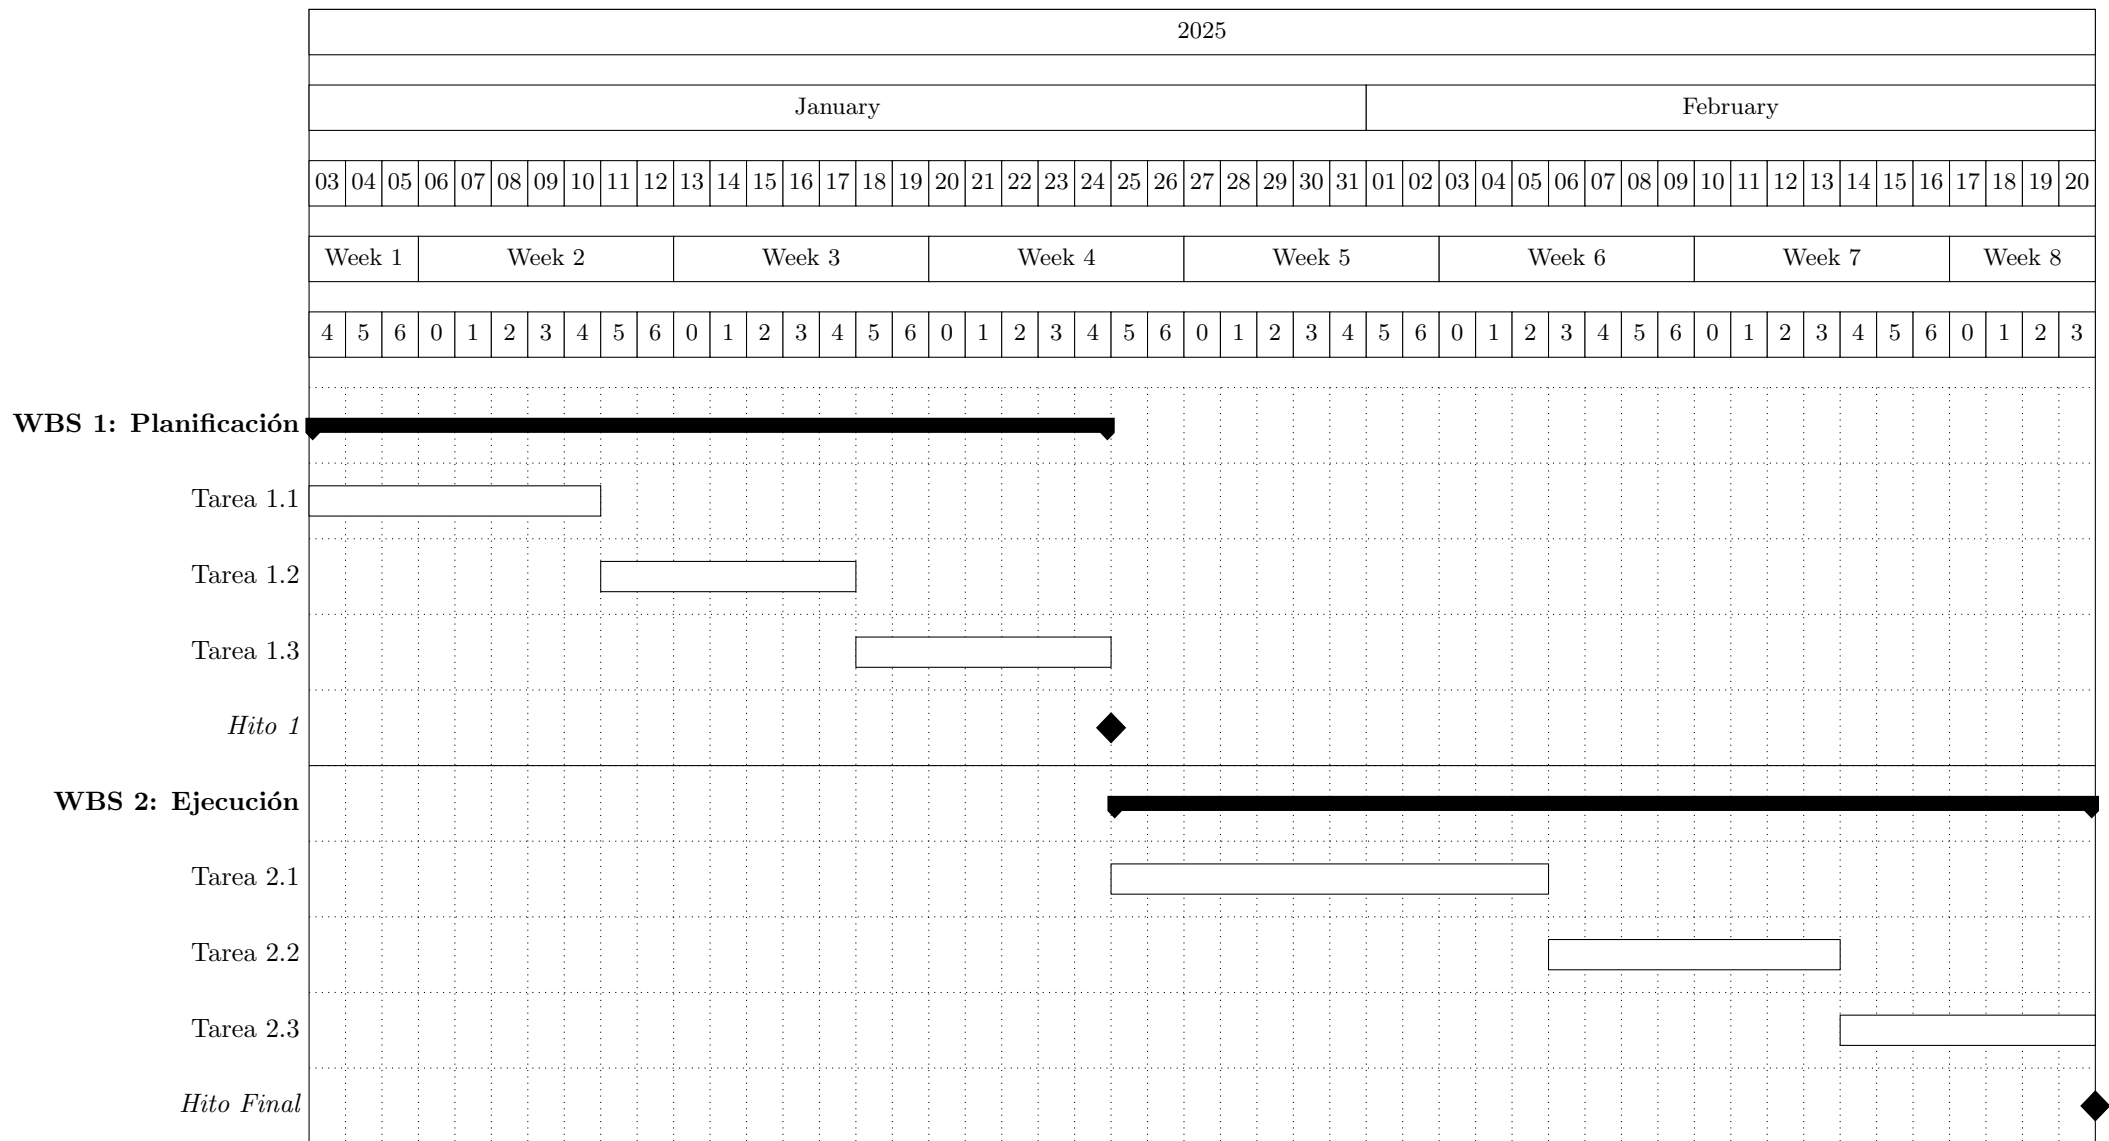 2025
January February
03 04 05 06 07 08 09 10 11 12 13 14 15 16 17 18 19 20 21 22 23 24 25 26 27 28 29 30 31 01 02 03 04 05 06 07 08 09 10 11 12 13 14 15 16 17 18 19 20
Week 1 Week 2 Week 3 Week 4 Week 5 Week 6 Week 7 Week 8
4 5 6 0 1 2 3 4 5 6 0 1 2 3 4 5 6 0 1 2 3 4 5 6 0 1 2 3 4 5 6 0 1 2 3 4 5 6 0 1 2 3 4 5 6 0 1 2 3
WBS 1: Planificación
Tarea 1.1
Tarea 1.2
Tarea 1.3
Hito 1
WBS 2: Ejecución
Tarea 2.1
Tarea 2.2
Tarea 2.3
Hito Final